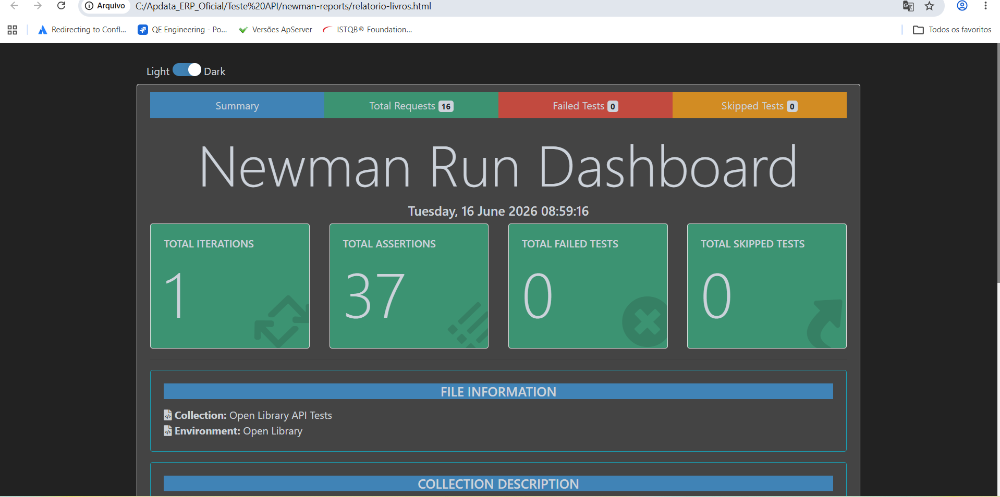 Arquivo C:/Apdata_ERP_Oficial/Teste%20API/newman-reports/relatorio-livros.html
Redirecting to Confl... QE Engineering - Po... Versões ApServer ISTQB® Foundation... Todos os favoritos
Light Dark
Summary Total Requests 16 Failed Tests 0 Skipped Tests 0
Newman Run Dashboard
Tuesday, 16 June 2026 08:59:16
TOTAL ITERATIONS TOTAL ASSERTIONS TOTAL FAILED TESTS TOTAL SKIPPED TESTS
1 37 0 0
FILE INFORMATION
Collection: Open Library API Tests
Environment: Open Library
COLLECTION DESCRIPTION